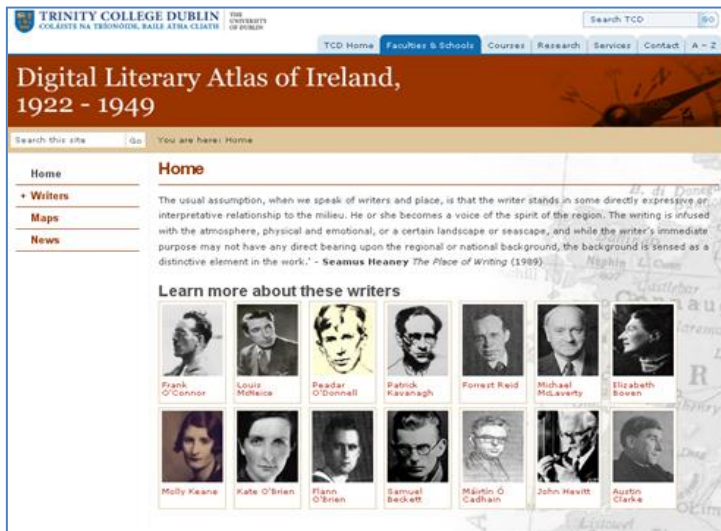 TRINITY COLLEGE DUBLIN
COLÁISTE NA TRÍONÓIDE, BAILE ÁTHA CLIATH
THE
UNIVERSITY
OF DUBLIN
Search TCD GO
TCD Home Faculties & Schools Courses Research Services Contact A - Z
Digital Literary Atlas of Ireland,
1922 - 1949
Search this site Go You are here: Home
Home
+ Writers
Maps
News
Home
The usual assumption, when we speak of writers and place, is that the writer stands in some directly expressive or
interpretative relationship to the milieu. He or she becomes a voice of the spirit of the region. The writing is infused
with the atmosphere, physical and emotional, or a certain landscape or seascape, and while the writer's immediate
purpose may not have any direct bearing upon the regional or national background, the background is sensed as a
distinctive element in the work.' - Seamus Heaney The Place of Writing (1989)
Learn more about these writers
Frank
O'Connor
Louis
McNeice
Peadar
O'Donnell
Patrick
Kavanagh
Forrest Reid
Michael
McLaverty
Elizabeth
Bowen
Molly Keane
Kate O'Brien
Flann
O'Brien
Samuel
Beckett
Máirtín Ó
Cadhain
John Hewitt
Austin
Clarke